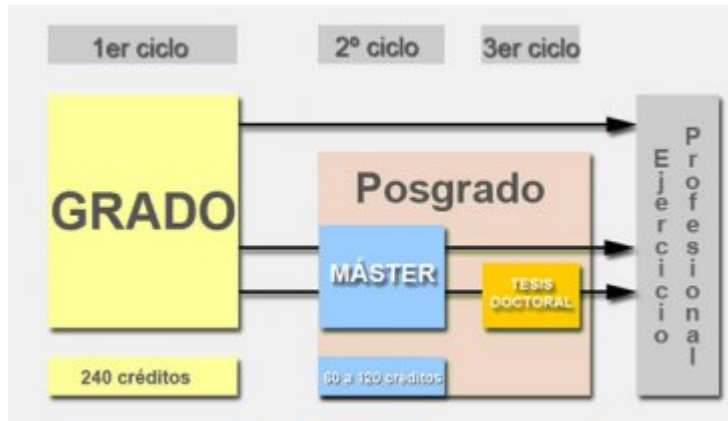 1er ciclo
2º ciclo
3er ciclo
GRADO
Posgrado
MÁSTER
TESIS
DOCTORAL
240 créditos
60 a 120 créditos
Ejercicio
Profesional